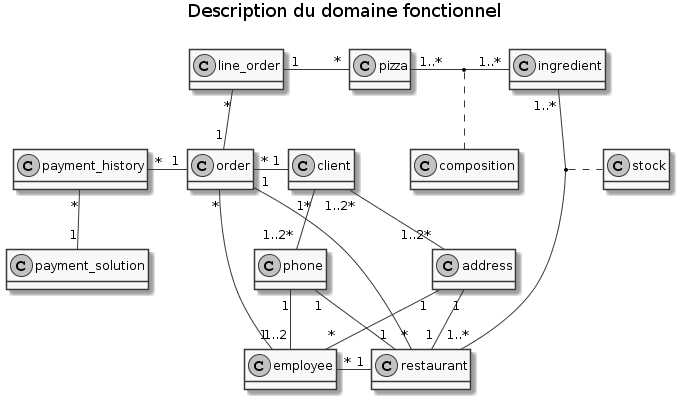 Description du domaine fonctionnel
C line_order 1 * C pizza 1..* 1..* C ingredient
* 1..*
1
C payment_history * 1 C order * 1 C client C composition C stock
* * 1 1* 1..2*
1 1..2* 1..2*
C payment_solution C phone C address
1 1 1 1
1 1..2 * 1 * 1 1..*
C employee * 1 C restaurant